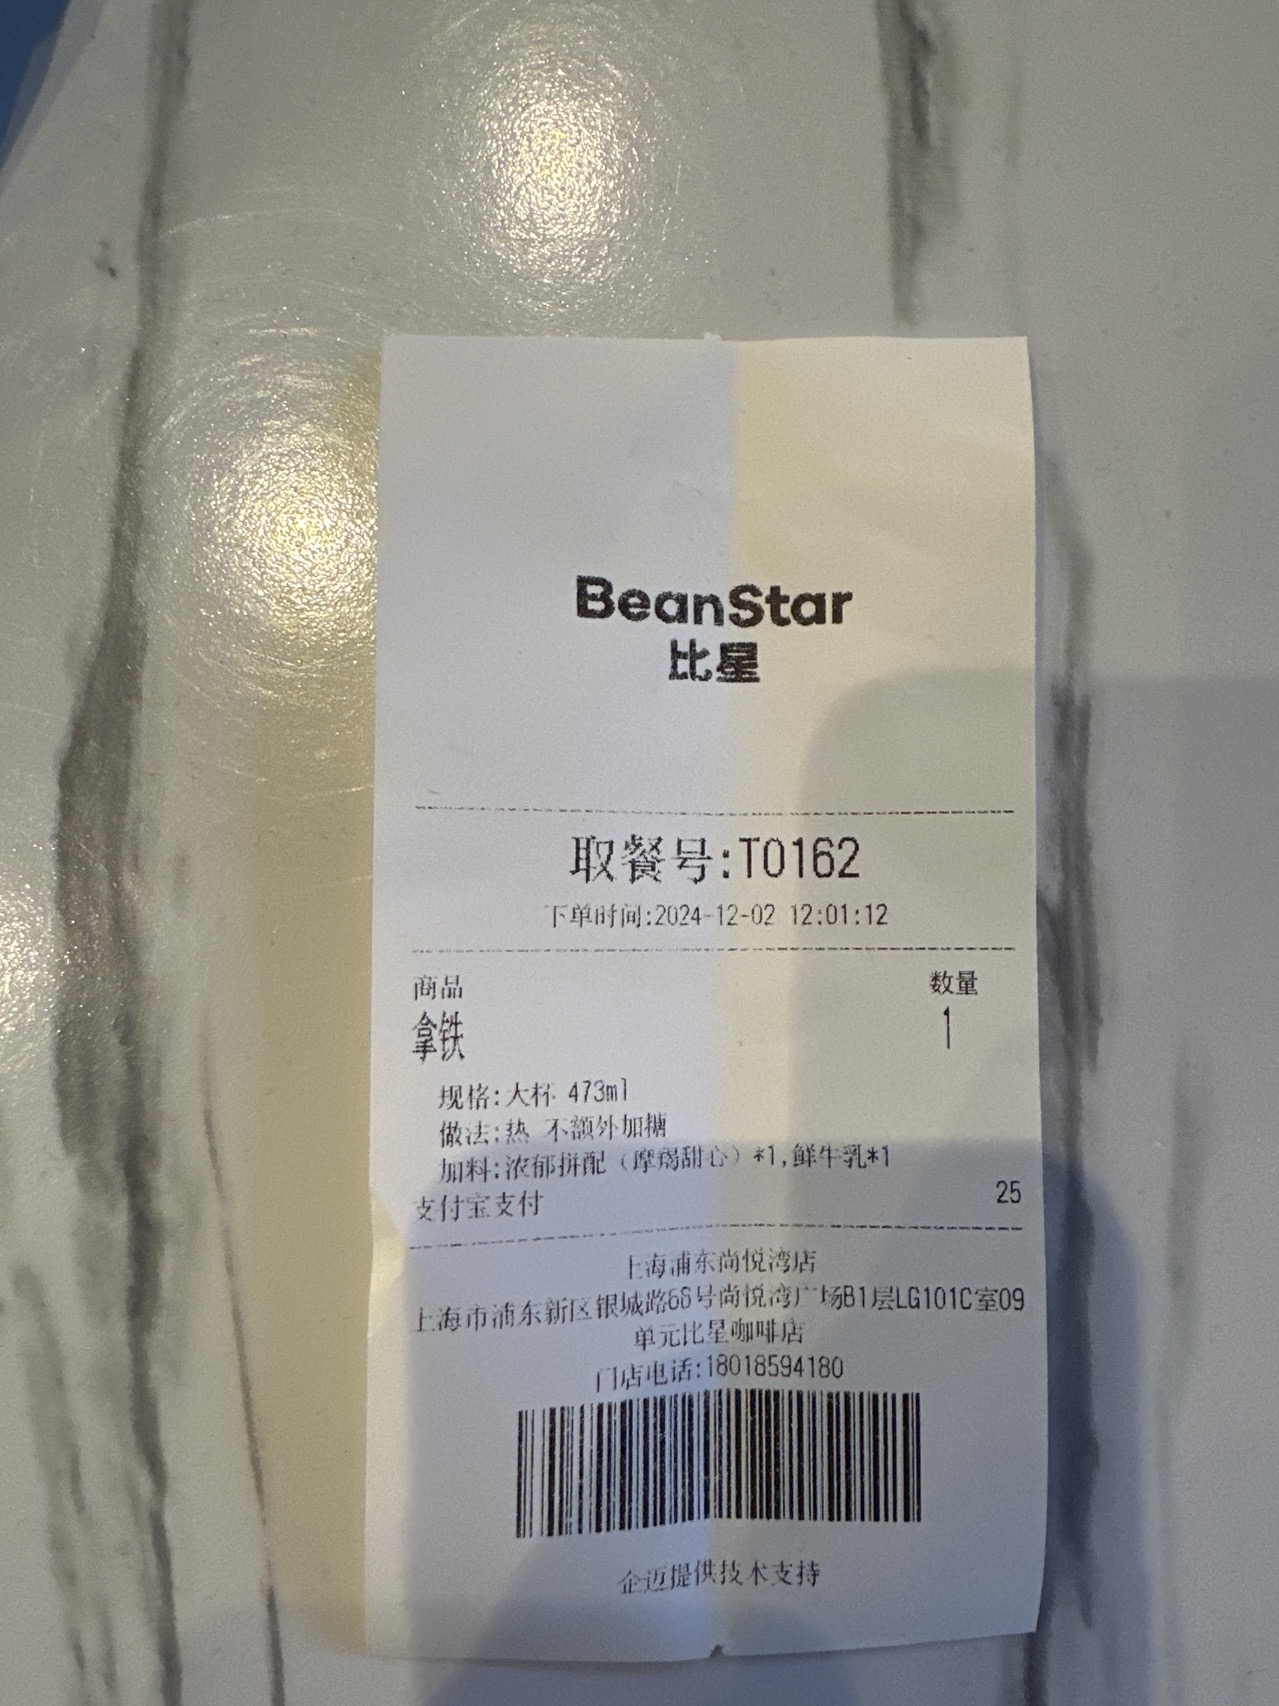 BeanStar
比星
取餐号:T0162
下单时间:2024-12-02 12:01:12
商品 数量
拿铁 1
规格:大杯 473ml
做法:热 不额外加糖
加料:浓郁拼配（摩羯甜心）*1,鲜牛乳*1
支付宝支付 25
上海浦东尚悦湾店
上海市浦东新区银城路66号尚悦湾广场B1层LG101C室09
单元比星咖啡店
门店电话:18018594180
企迈提供技术支持